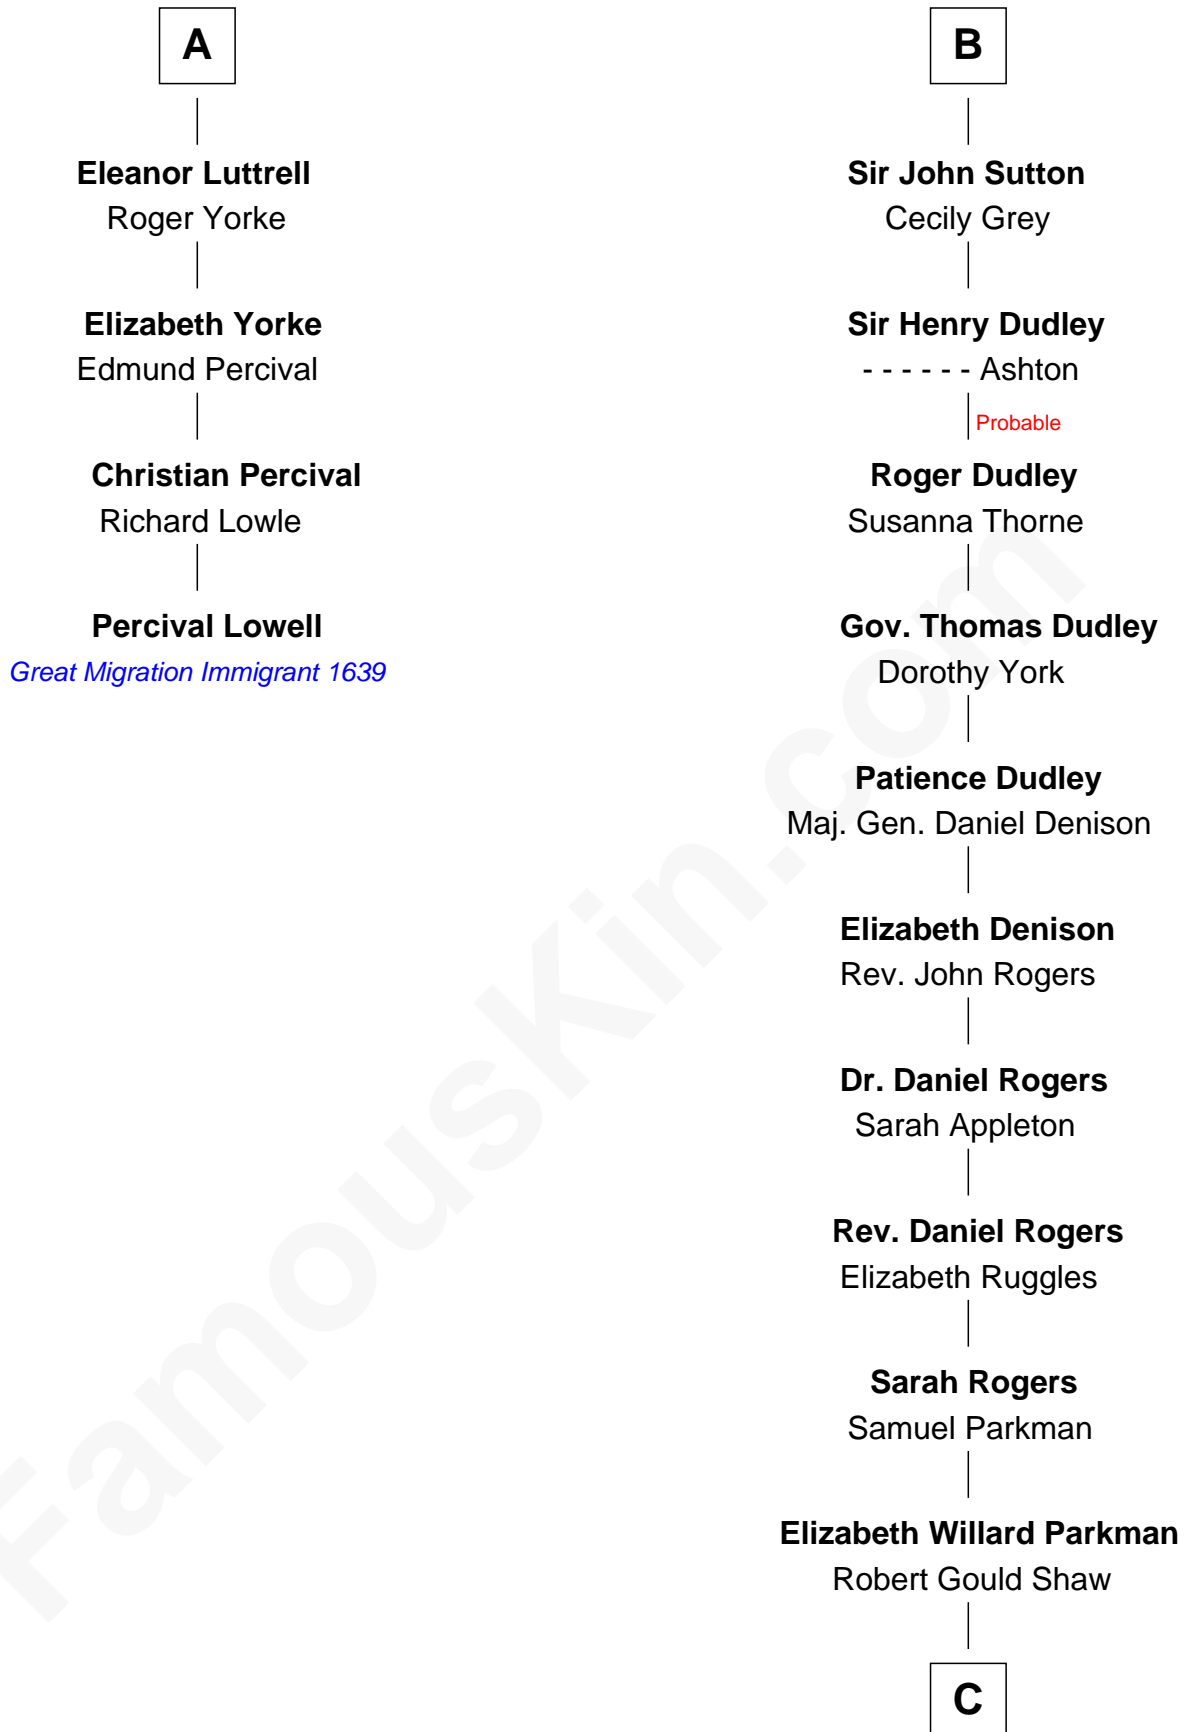 A
Eleanor Luttrell
Roger Yorke
Elizabeth Yorke
Edmund Percival
Christian Percival
Richard Lowle
Percival Lowell
Great Migration Immigrant 1639
B
Sir John Sutton
Cecily Grey
Sir Henry Dudley
- - - - - - Ashton
Probable
Roger Dudley
Susanna Thorne
Gov. Thomas Dudley
Dorothy York
Patience Dudley
Maj. Gen. Daniel Denison
Elizabeth Denison
Rev. John Rogers
Dr. Daniel Rogers
Sarah Appleton
Rev. Daniel Rogers
Elizabeth Ruggles
Sarah Rogers
Samuel Parkman
Elizabeth Willard Parkman
Robert Gould Shaw
C
FamousKin.com